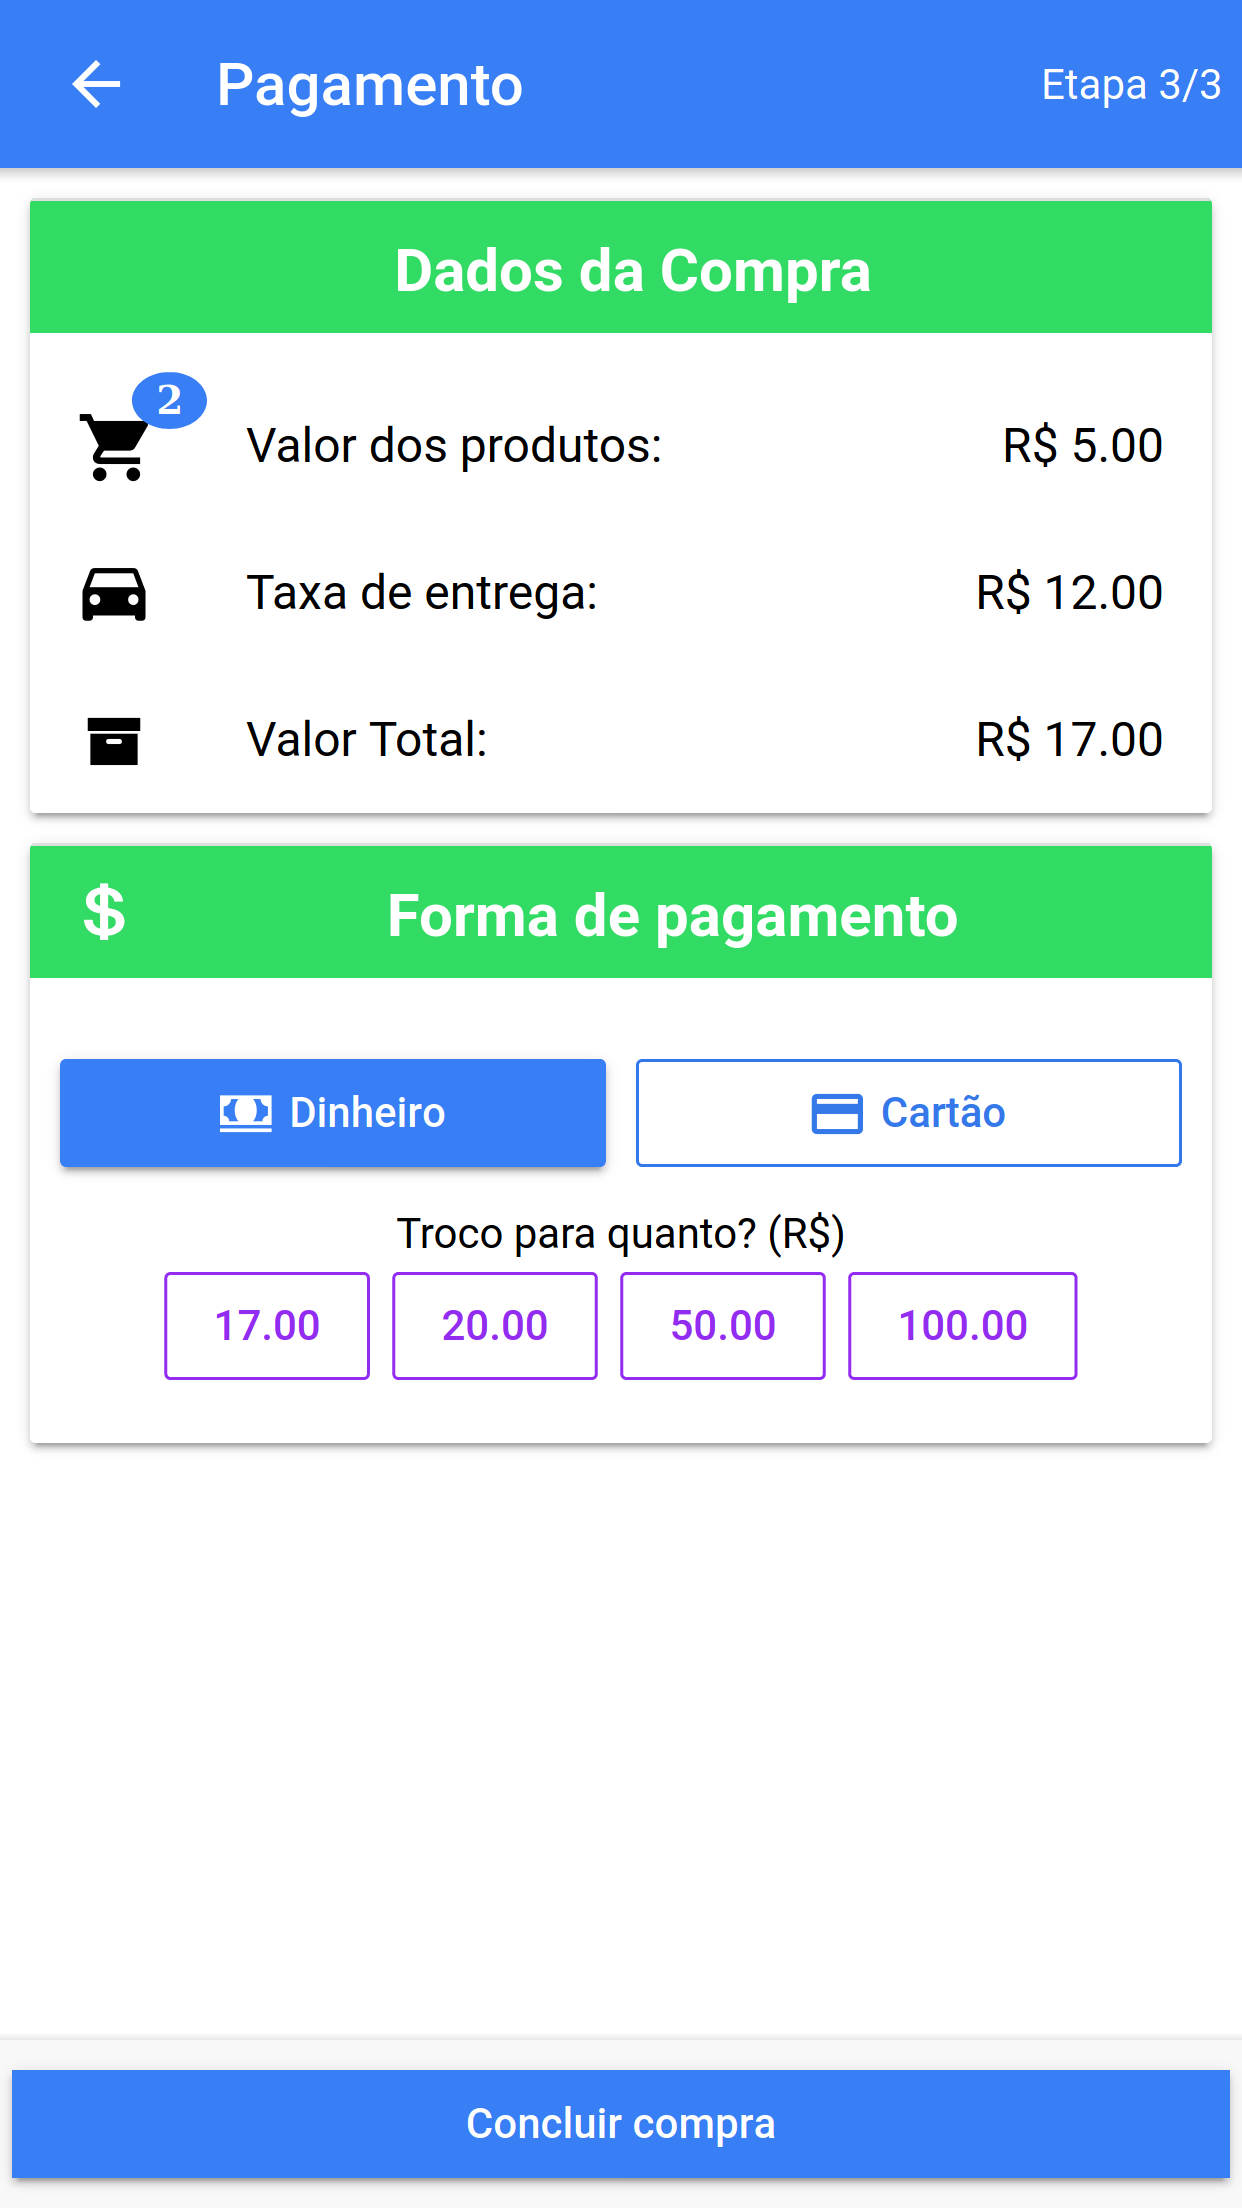 Pagamento
Etapa 3/3
Dados da Compra
2
Valor dos produtos:
R$ 5.00
Taxa de entrega:
R$ 12.00
Valor Total:
R$ 17.00
$ Forma de pagamento
Dinheiro
Cartão
Troco para quanto? (R$)
17.00
20.00
50.00
100.00
Concluir compra